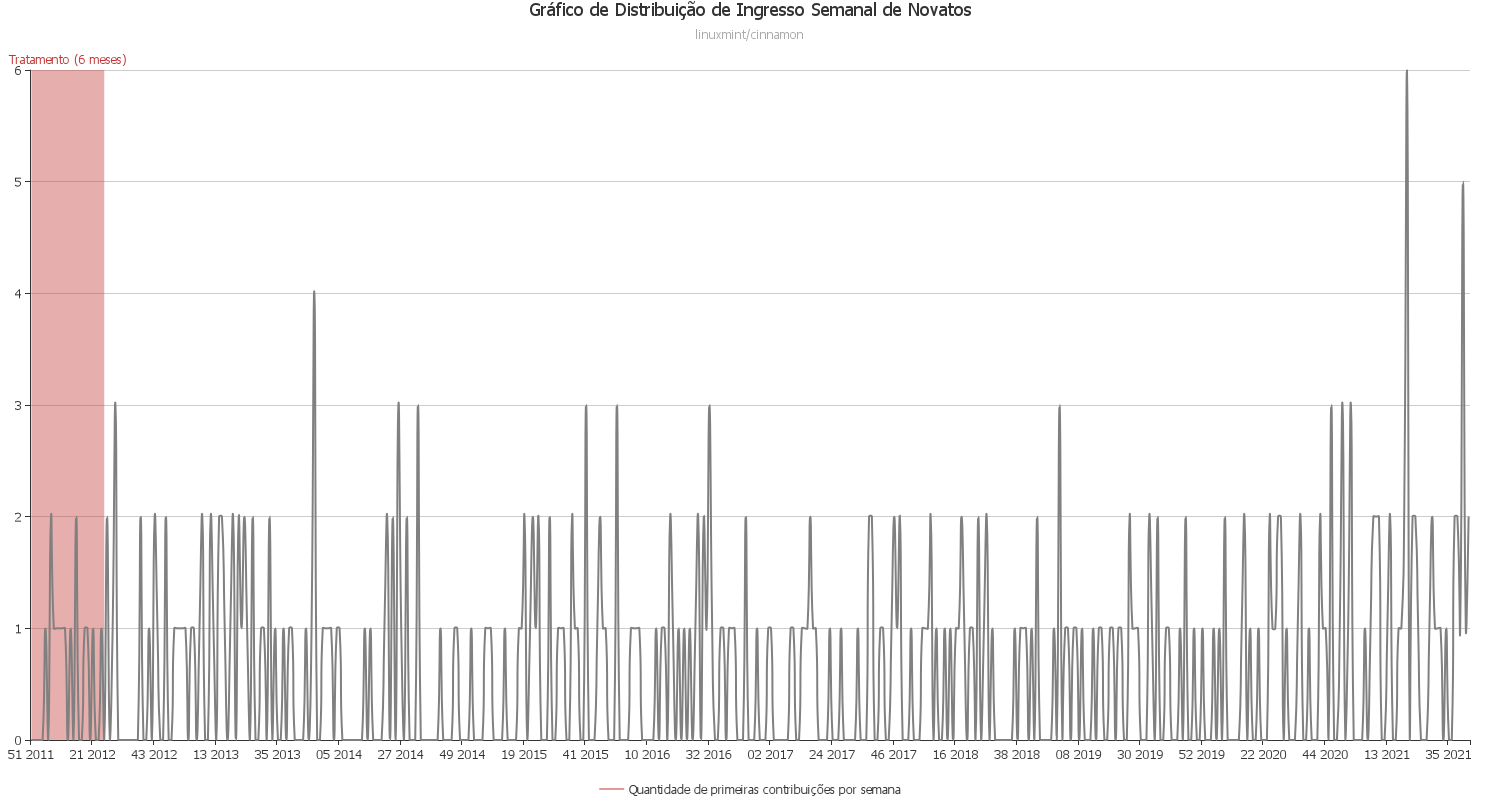 Gráfico de Distribuição de Ingresso Semanal de Novatos
linuxmint/cinnamon
Tratamento (6 meses)
6
5
4
3
2
1
0
51 2011 21 2012 43 2012 13 2013 35 2013 05 2014 27 2014 49 2014 19 2015 41 2015 10 2016 32 2016 02 2017 24 2017 46 2017 16 2018 38 2018 08 2019 30 2019 52 2019 22 2020 44 2020 13 2021 35 2021
Quantidade de primeiras contribuições por semana